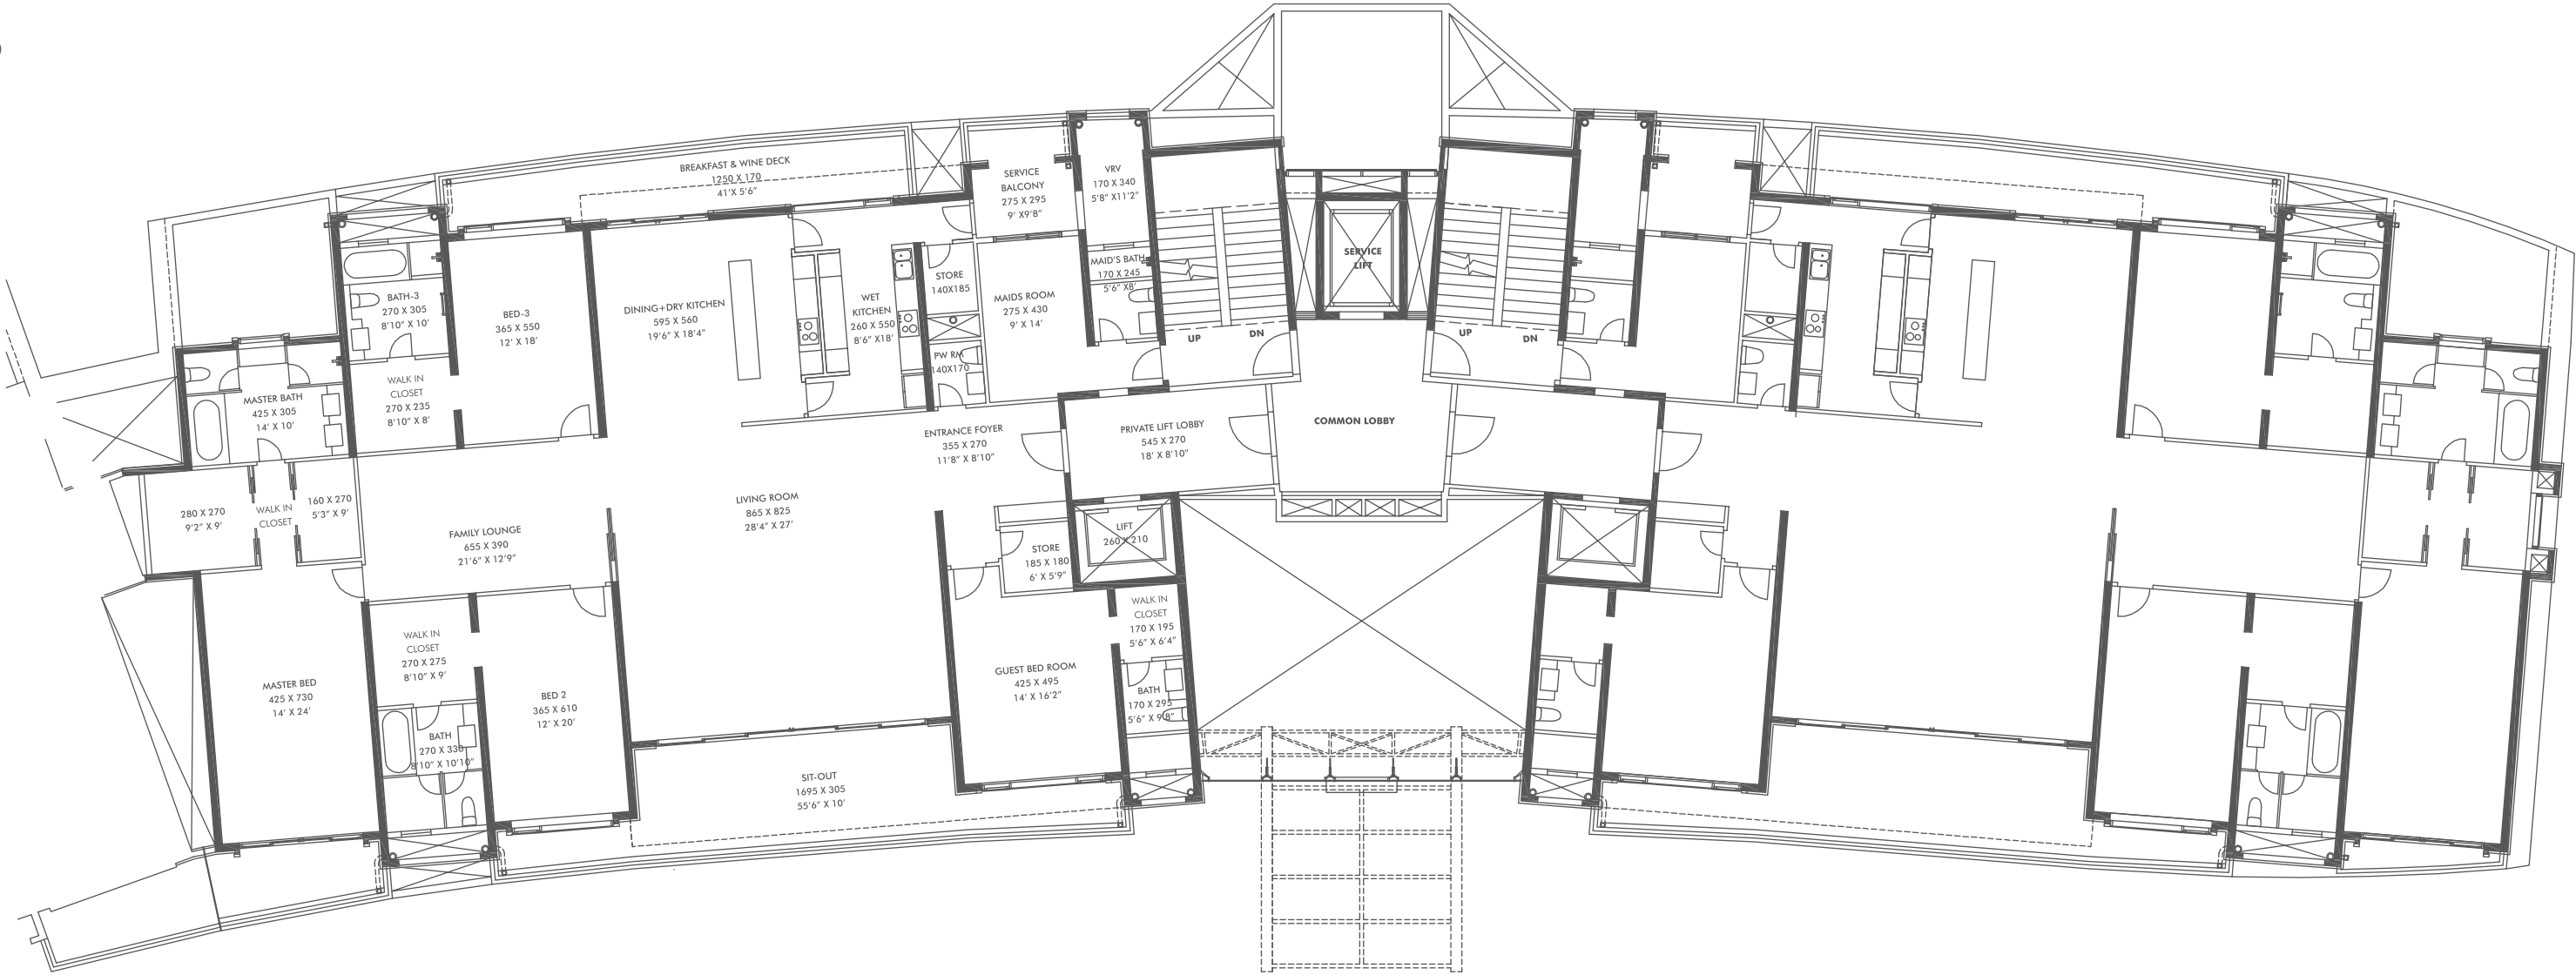 BREAKFAST & WINE DECK
1250 X 170
41'X 5'6"
SERVICE
BALCONY
275 X 295
9' X9'8"
VRV
170 X 340
5'8" X11'2"
SERVICE
LIFT
MAID'S BATH
170 X 245
5'6" X8'
STORE
140X185
BATH-3
270 X 305
8'10" X 10'
BED-3
365 X 550
12' X 18'
DINING+DRY KITCHEN
595 X 560
19'6" X 18'4"
WET
KITCHEN
260 X 550
8'6"X18'
MAIDS ROOM
275 X 430
9' X 14'
UP
DN
UP
DN
PW RM
140X170
WALK IN
CLOSET
270 X 235
8'10" X 8'
MASTER BATH
425 X 305
14' X 10'
ENTRANCE FOYER
355 X 270
11'8" X 8'10"
PRIVATE LIFT LOBBY
545 X 270
18' X 8'10"
COMMON LOBBY
280 X 270
9'2" X 9'
WALK IN
CLOSET
160 X 270
5'3" X 9'
LIVING ROOM
865 X 825
28'4" X 27'
FAMILY LOUNGE
655 X 390
21'6" X 12'9"
LIFT
260 X 210
STORE
185 X 180
6' X 5'9"
WALK IN
CLOSET
170 X 195
5'6" X 6'4"
WALK IN
CLOSET
270 X 275
8'10" X 9'
MASTER BED
425 X 730
14' X 24'
BED 2
365 X 610
12' X 20'
GUEST BED ROOM
425 X 495
14' X 16'2"
BATH
170 X 295
5'6" X 9'8"
BATH
270 X 330
8'10" X 10'10"
SIT-OUT
1695 X 305
55'6" X 10'